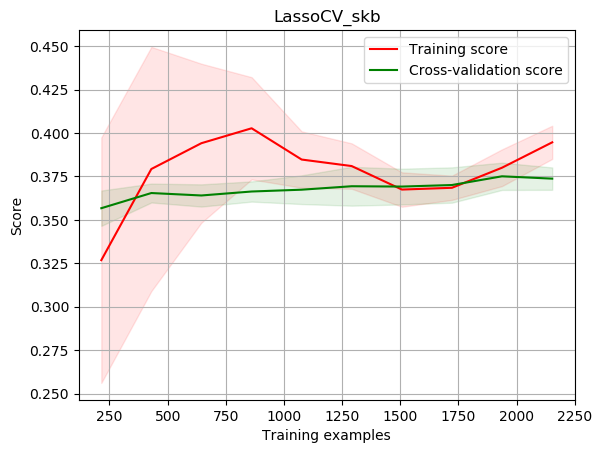 LassoCV_skb
Training score
Cross-validation score
Score
0.450
0.425
0.400
0.375
0.350
0.325
0.300
0.275
0.250
250 500 750 1000 1250 1500 1750 2000 2250
Training examples